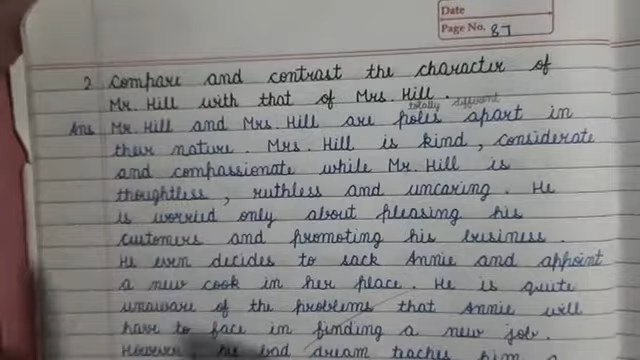 Date
Page No. 87
2 Compare and contrast the character of
Mr. Hill with that of Mrs. Hill.
totally different
Ans Mr. Hill and Mrs. Hill are poles apart in
their nature. Mrs. Hill is kind, considerate
and compassionate while Mr. Hill is
thoughtless, ruthless and uncaring. He
is worried only about pleasing his
customers and promoting his business.
He even decides to sack Annie and appoint
a new cook in her place. He is quite
unaware of the problems that Annie will
have to face in finding a new job.
However, his bad dream teaches him a